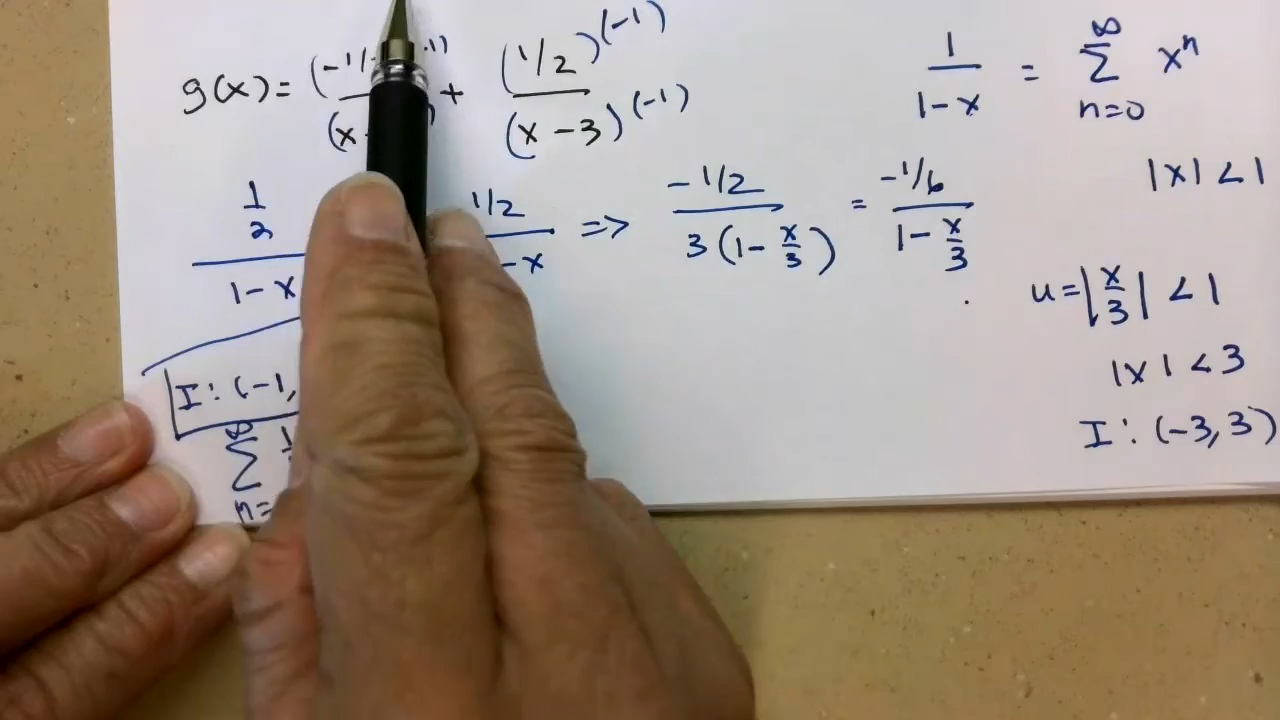 g(x) = (-1/ -1) / (x- ) + (1/2)^(-1) / (x-3)^(-1)
1/(1-x) = ∞ Σ n=0 x^n
|x| < 1
1/2 / 1-x 1/2 / -x => -1/2 / 3(1 - x/3) = -1/6 / 1 - x/3
u = |x/3| < 1
|x| < 3
I: (-1,
I: (-3, 3)
∞ Σ n=